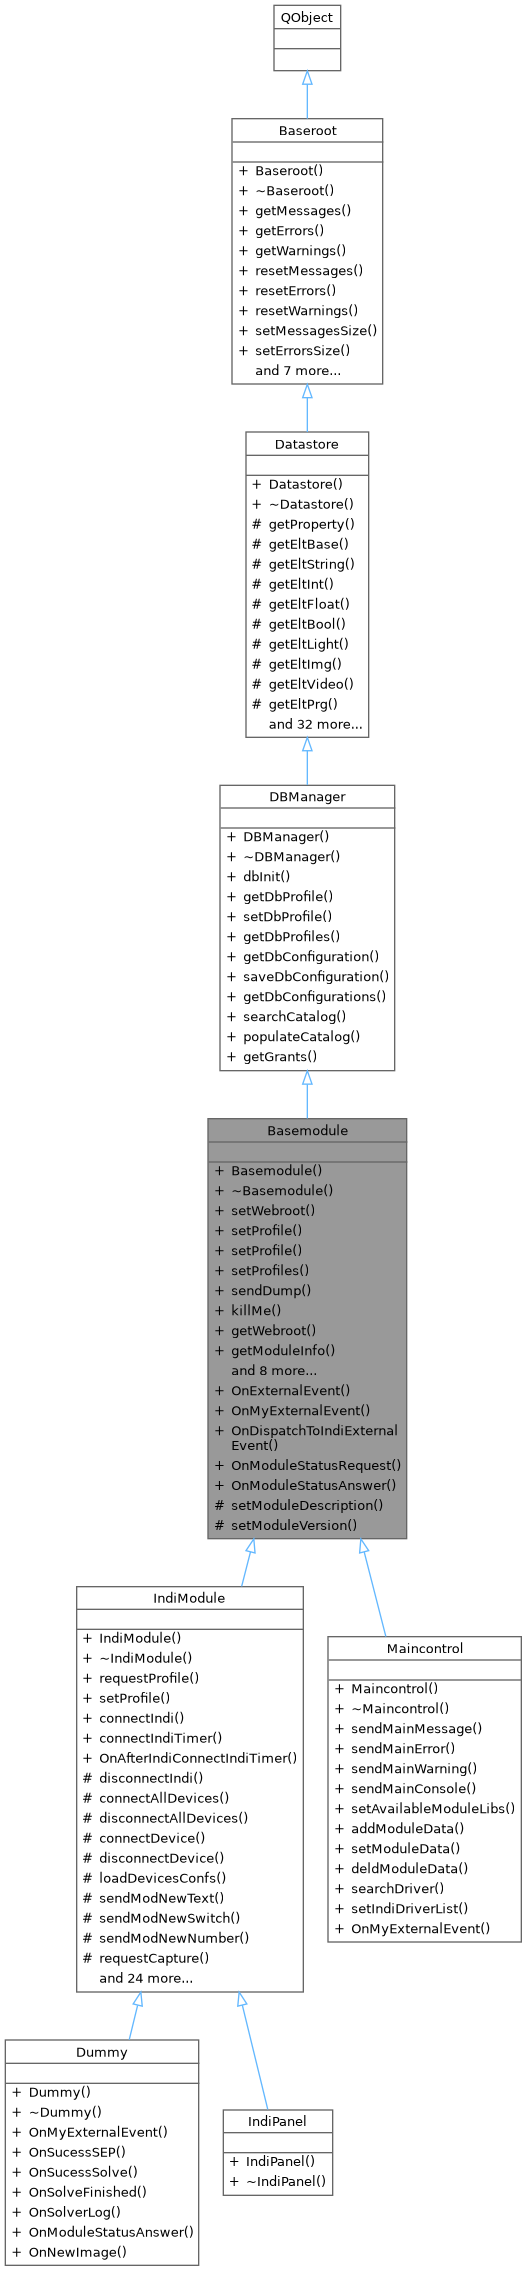 QObject
Baseroot
+ Baseroot()
+ ~Baseroot()
+ getMessages()
+ getErrors()
+ getWarnings()
+ resetMessages()
+ resetErrors()
+ resetWarnings()
+ setMessagesSize()
+ setErrorsSize()
and 7 more...
Datastore
+ Datastore()
+ ~Datastore()
# getProperty()
# getEltBase()
# getEltString()
# getEltInt()
# getEltFloat()
# getEltBool()
# getEltLight()
# getEltImg()
# getEltVideo()
# getEltPrg()
and 32 more...
DBManager
+ DBManager()
+ ~DBManager()
+ dbInit()
+ getDbProfile()
+ setDbProfile()
+ getDbProfiles()
+ getDbConfiguration()
+ saveDbConfiguration()
+ getDbConfigurations()
+ searchCatalog()
+ populateCatalog()
+ getGrants()
Basemodule
+ Basemodule()
+ ~Basemodule()
+ setWebroot()
+ setProfile()
+ setProfile()
+ setProfiles()
+ sendDump()
+ killMe()
+ getWebroot()
+ getModuleInfo()
and 8 more...
+ OnExternalEvent()
+ OnMyExternalEvent()
+ OnDispatchToIndiExternal
Event()
+ OnModuleStatusRequest()
+ OnModuleStatusAnswer()
# setModuleDescription()
# setModuleVersion()
IndiModule
+ IndiModule()
+ ~IndiModule()
+ requestProfile()
+ setProfile()
+ connectIndi()
+ connectIndiTimer()
+ OnAfterIndiConnectIndiTimer()
# disconnectIndi()
# connectAllDevices()
# disconnectAllDevices()
# connectDevice()
# disconnectDevice()
# loadDevicesConfs()
# sendModNewText()
# sendModNewSwitch()
# sendModNewNumber()
# requestCapture()
and 24 more...
Maincontrol
+ Maincontrol()
+ ~Maincontrol()
+ sendMainMessage()
+ sendMainError()
+ sendMainWarning()
+ sendMainConsole()
+ setAvailableModuleLibs()
+ addModuleData()
+ setModuleData()
+ deldModuleData()
+ searchDriver()
+ setIndiDriverList()
+ OnMyExternalEvent()
Dummy
+ Dummy()
+ ~Dummy()
+ OnMyExternalEvent()
+ OnSucessSEP()
+ OnSucessSolve()
+ OnSolveFinished()
+ OnSolverLog()
+ OnModuleStatusAnswer()
+ OnNewImage()
IndiPanel
+ IndiPanel()
+ ~IndiPanel()